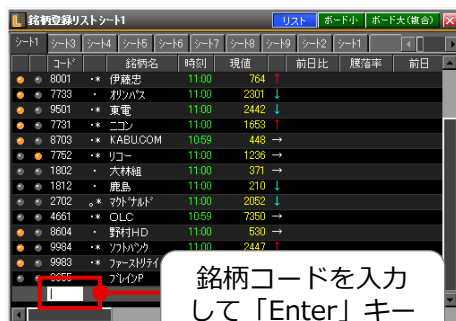 銘柄登録リストシート1 リスト ボード小 ボード大(複合)
シート1 シート3 シート4 シート5 シート6 シート7 シート8 シート9 シート2 シート1
コード 銘柄名 時刻 現値 前日比 騰落率 前日
8001 ・* 伊藤忠 11:00 764 ↑
7733 ・ オリンパス 11:00 2301 ↓
9501 ・* 東電 11:00 2442 ↓
7731 ・* ニコン 11:00 1653 ↑
8703 ・* KABU.COM 10:59 448 →
7752 ・* リコー 11:00 1236 →
1802 ・ 大林組 11:00 371 →
1812 ・ 鹿島 11:00 210 ↓
2702 。* マクドナルド 11:00 2052 ↓
4661 ・* OLC 10:59 7350 →
8604 ・ 野村HD 11:00 530 →
9984 ・* ソフトバンク 11:00 2447 ↑
9983 ・* ファーストリテイ
8655 ブレインP
銘柄コードを入力
して「Enter」キー